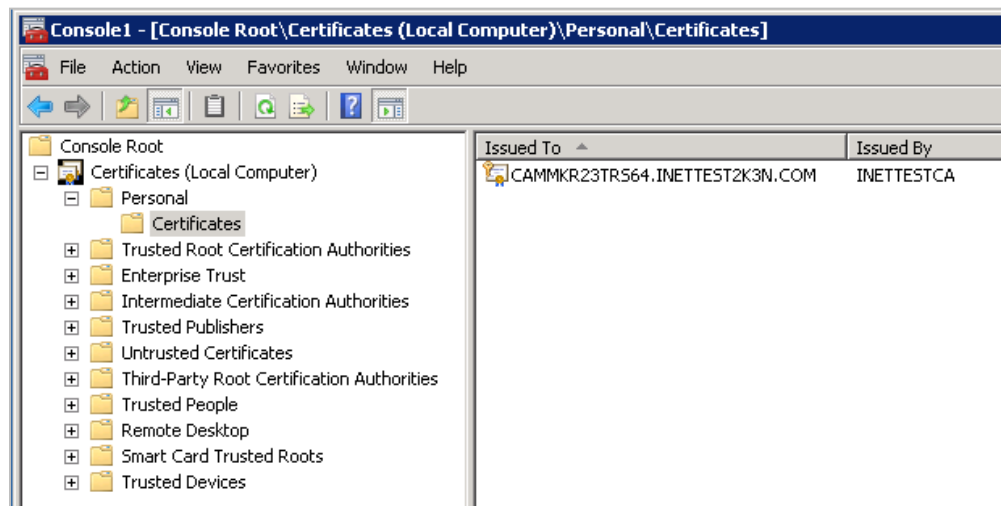 Console1 - [Console Root\Certificates (Local Computer)\Personal\Certificates]
File Action View Favorites Window Help
Console Root
Certificates (Local Computer)
Personal
Certificates
Trusted Root Certification Authorities
Enterprise Trust
Intermediate Certification Authorities
Trusted Publishers
Untrusted Certificates
Third-Party Root Certification Authorities
Trusted People
Remote Desktop
Smart Card Trusted Roots
Trusted Devices
Issued To Issued By
CAMMKR23TRS64.INETTEST2K3N.COM INETTESTCA